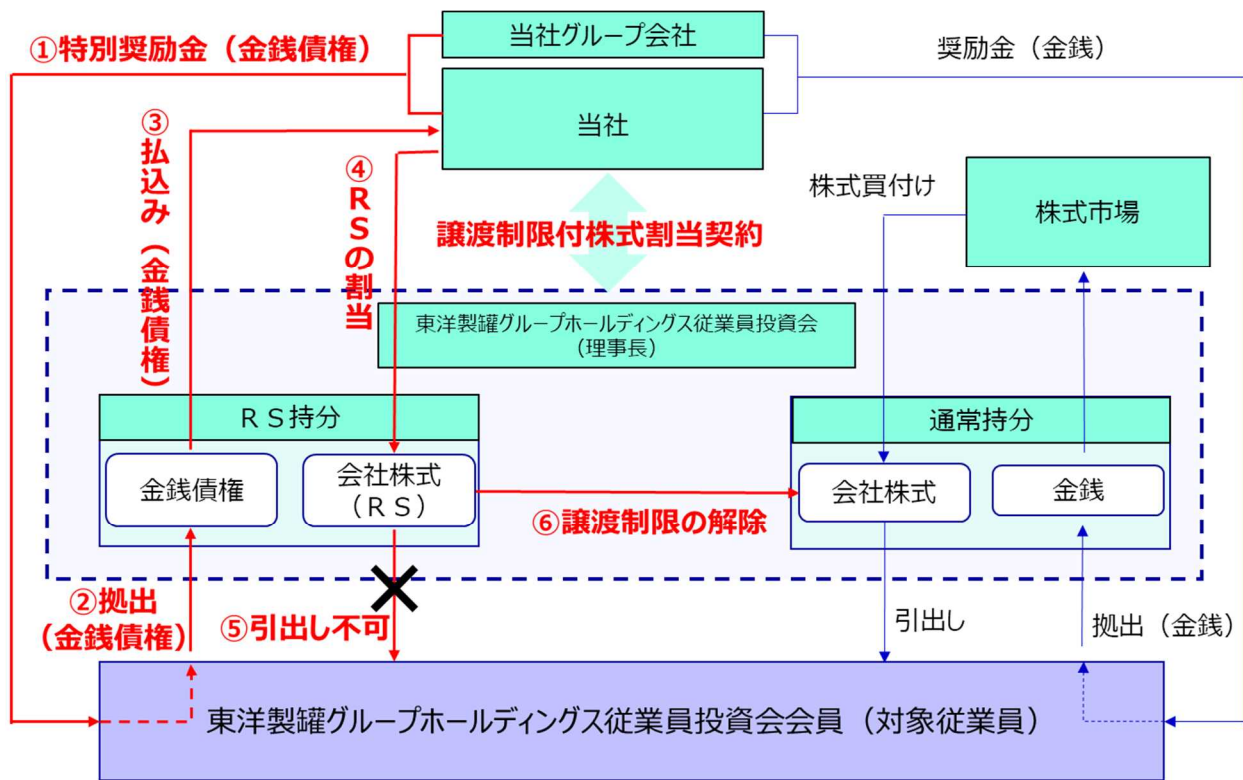 当社グループ会社
①特別奨励金（金銭債権）
奨励金（金銭）
当社
③払込み（金銭債権）
④RSの割当
株式買付け
株式市場
譲渡制限付株式割当契約
東洋製罐グループホールディングス従業員投資会
（理事長）
ＲＳ持分
通常持分
金銭債権
会社株式
（ＲＳ）
会社株式
金銭
⑥譲渡制限の解除
②拠出
（金銭債権）
⑤引出し不可
引出し
拠出（金銭）
東洋製罐グループホールディングス従業員投資会会員（対象従業員）